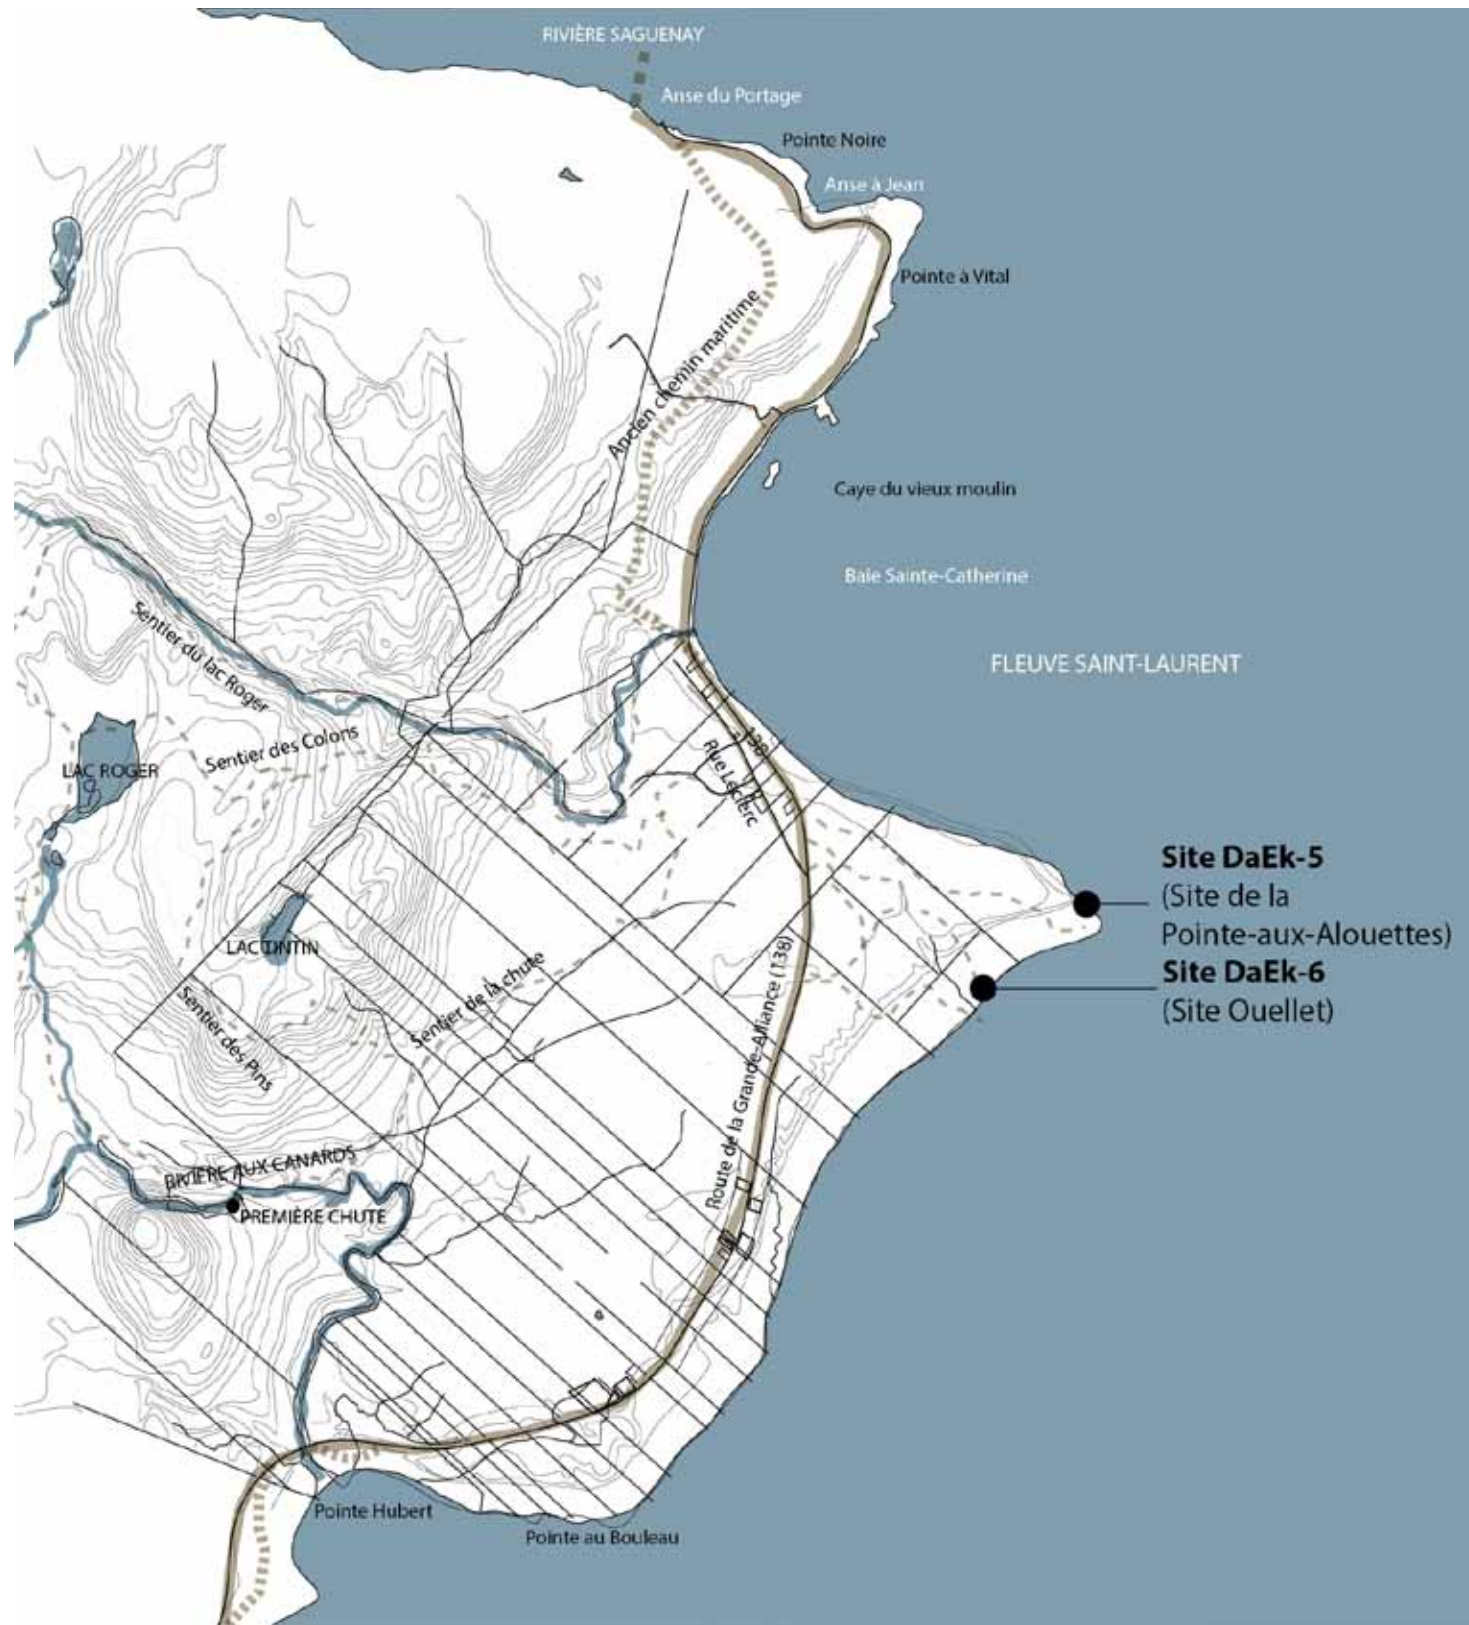 RIVIÈRE SAGUENAY
Anse du Portage
Pointe Noire
Anse à Jean
Pointe à Vital
Ancien chemin maritime
Caye du vieux moulin
Baie Sainte-Catherine
FLEUVE SAINT-LAURENT
Sentier du lac Roger
Sentier des Colons
138
Rue Leclerc
LAC ROGER
Site DaEk-5
(Site de la
Pointe-aux-Alouettes)
Site DaEk-6
(Site Ouellet)
LAC TINTIN
Sentier de la chute
Sentier des Pins
Route de la Grande-Alliance (138)
RIVIÈRE AUX CANARDS
PREMIÈRE CHUTE
Pointe Hubert
Pointe au Bouleau